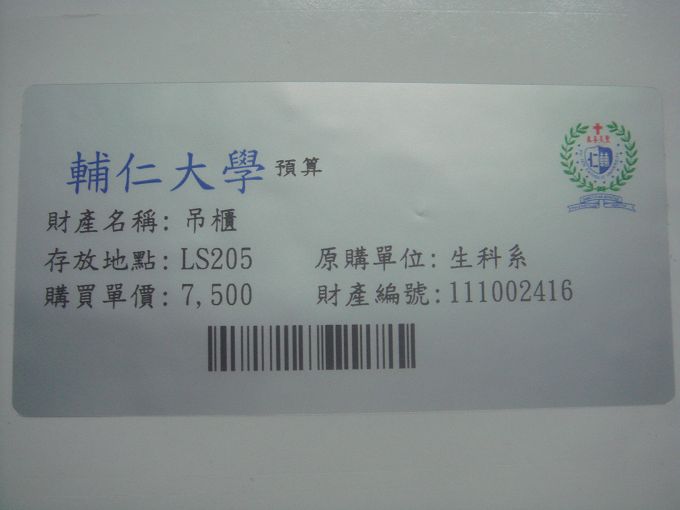 輔仁大學 預算
財產名稱: 吊櫃
存放地點: LS205 原購單位: 生科系
購買單價: 7,500 財產編號: 111002416